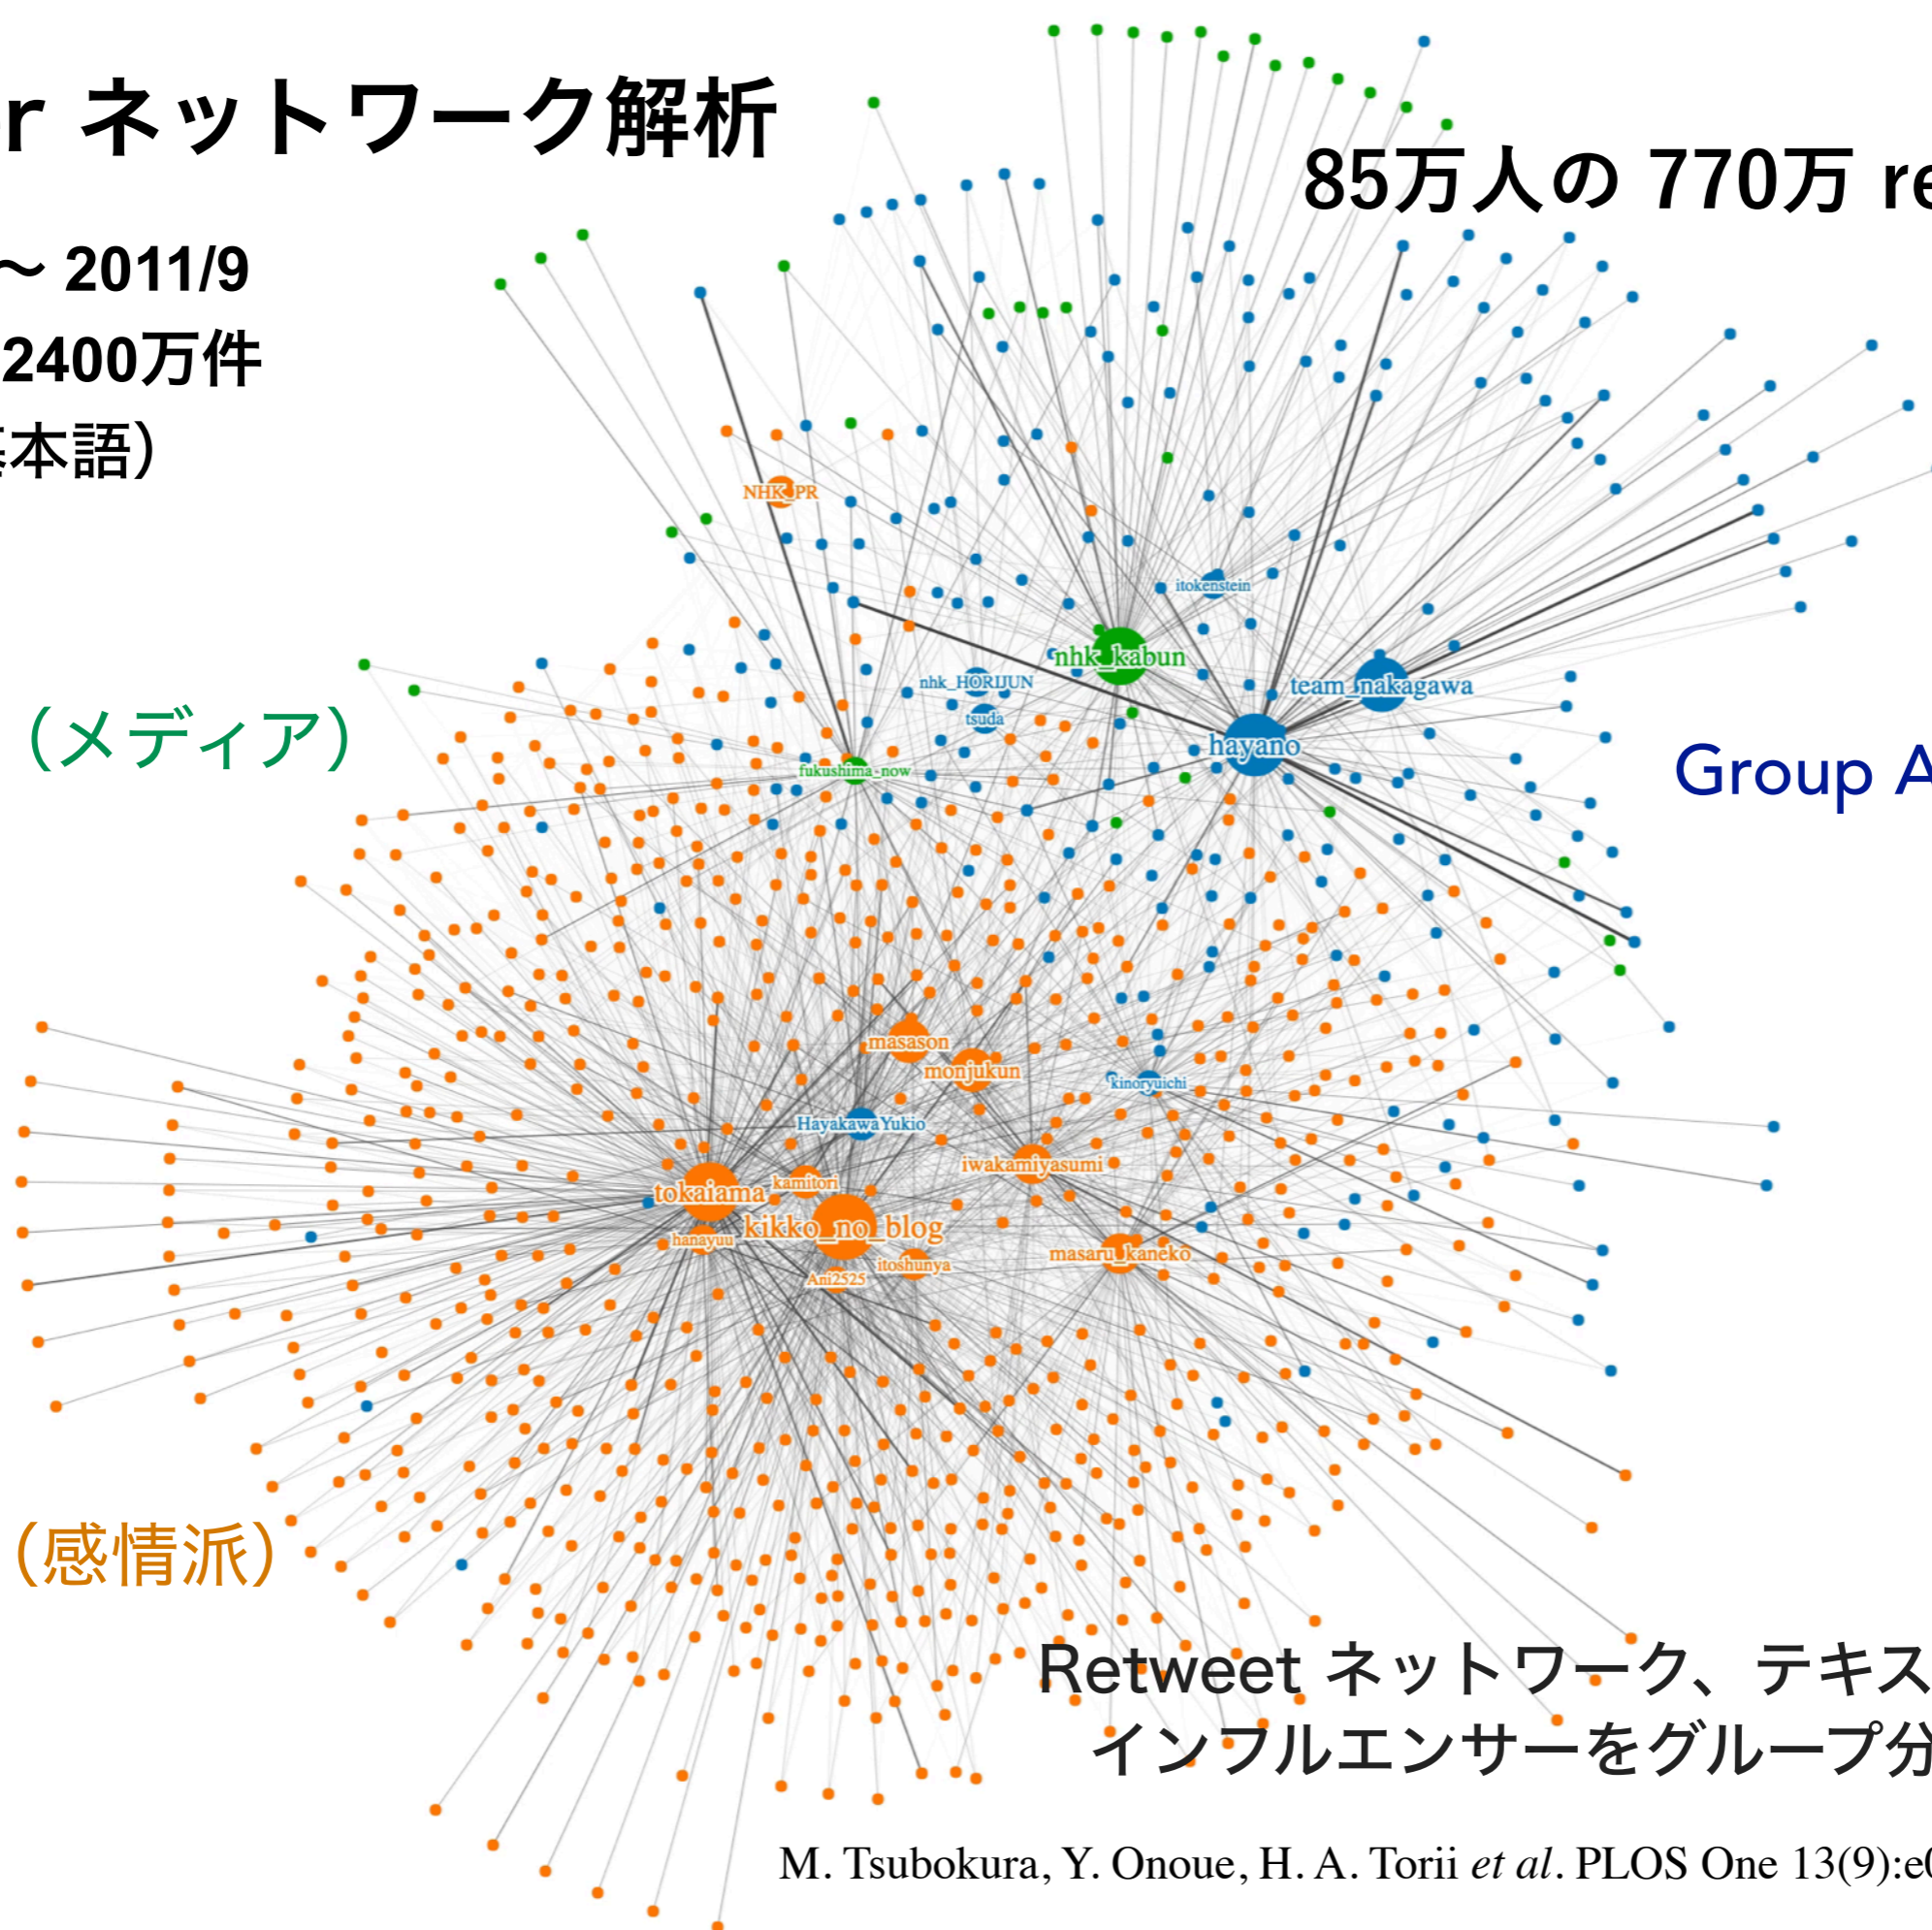 r ネットワーク解析
85万人の 770万 re
〜 2011/9
2400万件
基本語）
NHK_PR
itokenstein
nhk_kabun
nhk_HORIJUN
team_nakagawa
tsuda
（メディア）
hayano
fukushima_now
Group A
masason
monjukun
kinoryuichi
HayakawaYukio
iwakamiyasumi
kamitori
tokaiama
kikko_no_blog
hanayuu
masaru_kaneko
itoshunya
Ani2525
（感情派）
Retweet ネットワーク、テキス
インフルエンサーをグループ分
M. Tsubokura, Y. Onoue, H. A. Torii et al. PLOS One 13(9):e0